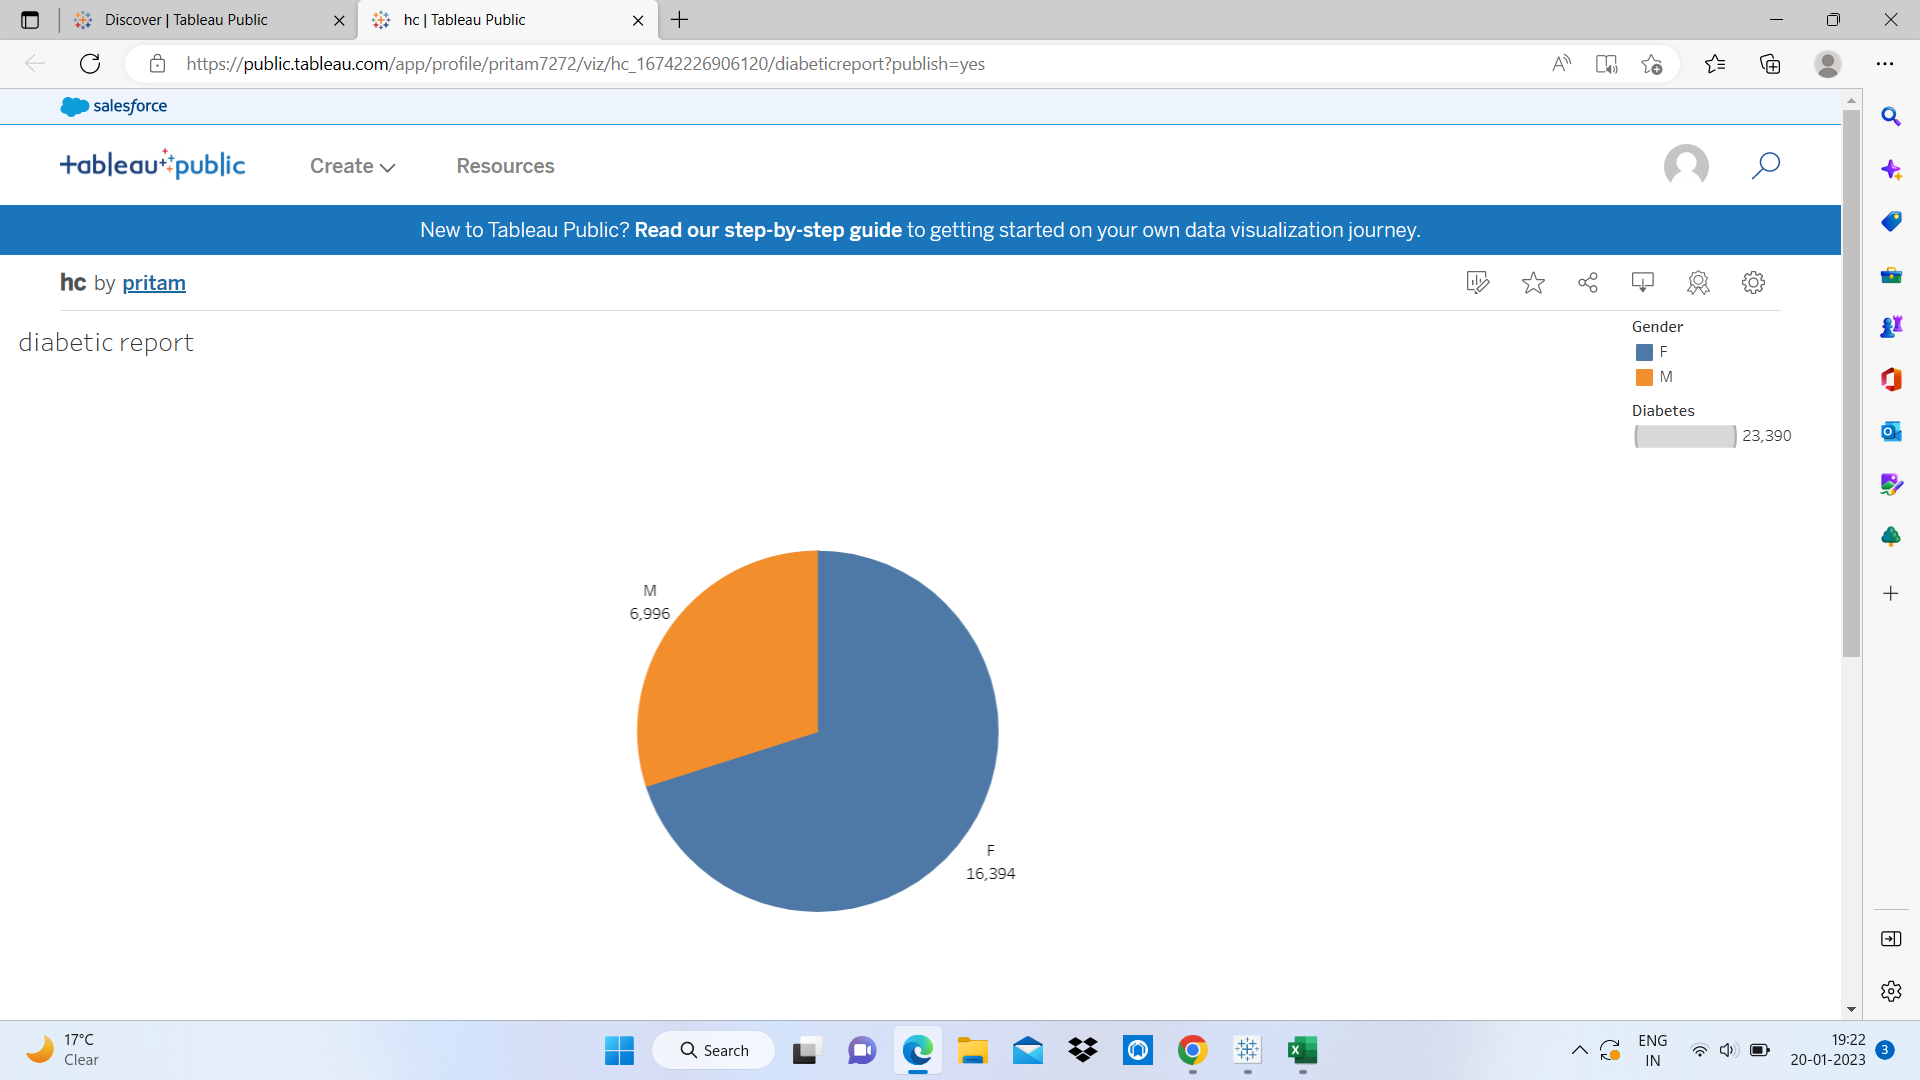 Discover | Tableau Public
hc | Tableau Public
https://public.tableau.com/app/profile/pritam7272/viz/hc_16742226906120/diabeticreport?publish=yes
salesforce
+ableau public
Create
Resources
New to Tableau Public? Read our step-by-step guide to getting started on your own data visualization journey.
hc by pritam
diabetic report
Gender
F
M
Diabetes
23,390
M
6,996
F
16,394
17°C
Clear
Search
ENG
IN
19:22
20-01-2023
3